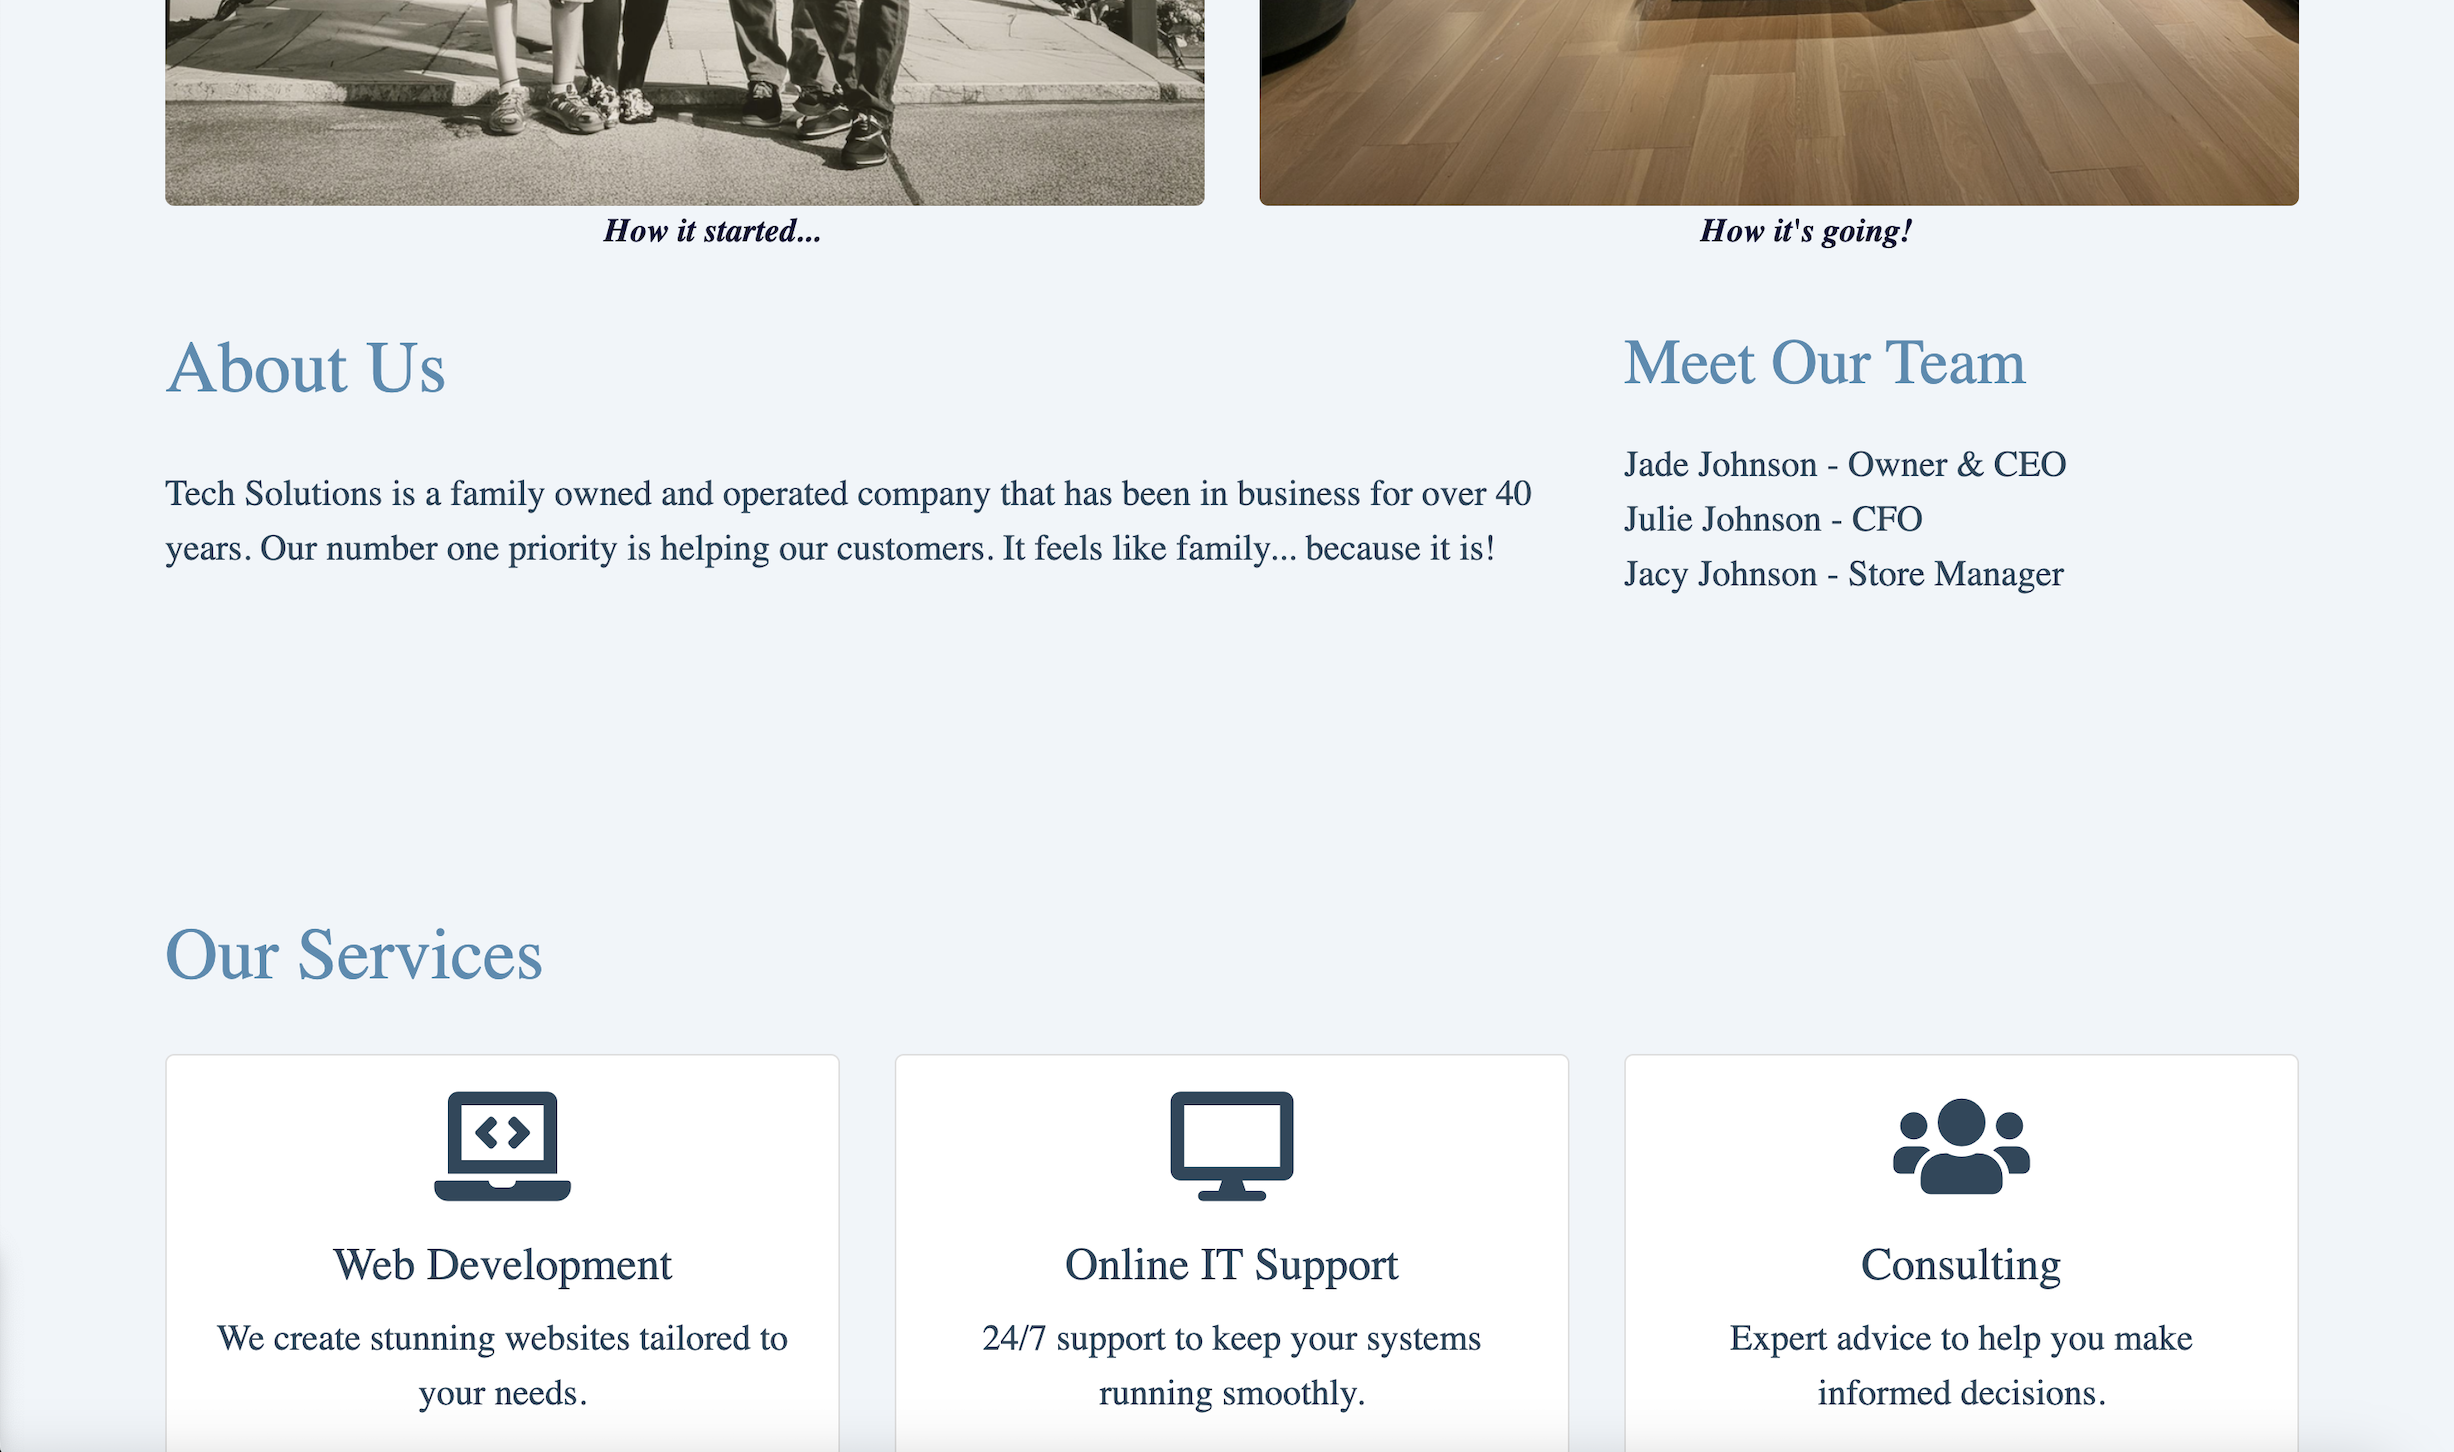 How it started...
How it's going!
About Us
Tech Solutions is a family owned and operated company that has been in business for over 40
years. Our number one priority is helping our customers. It feels like family... because it is!
Meet Our Team
Jade Johnson - Owner & CEO
Julie Johnson - CFO
Jacy Johnson - Store Manager
Our Services
Web Development
We create stunning websites tailored to
your needs.
Online IT Support
24/7 support to keep your systems
running smoothly.
Consulting
Expert advice to help you make
informed decisions.